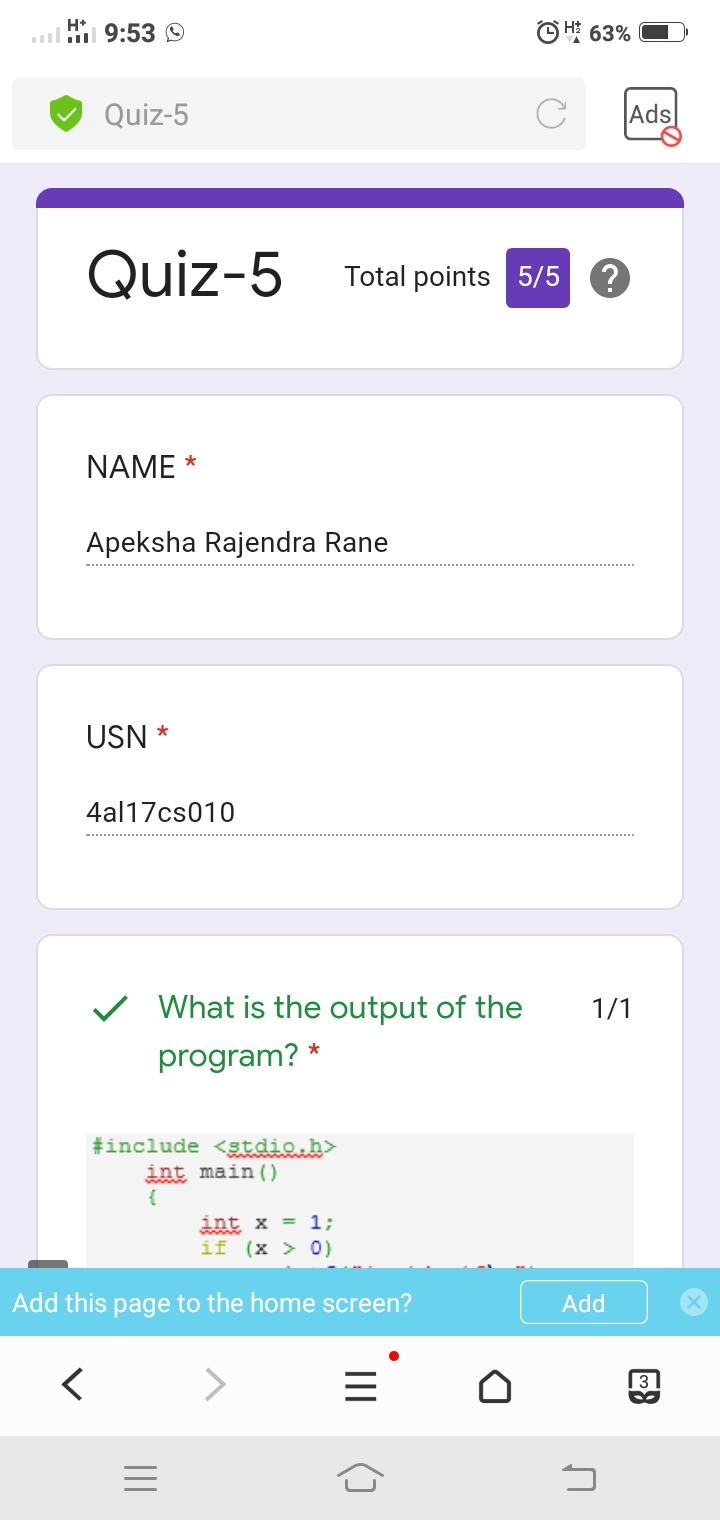 H+ 9:53 H+ 2 63%
Quiz-5 Ads
Quiz-5 Total points 5/5 ?
NAME *
Apeksha Rajendra Rane
USN *
4al17cs010
What is the output of the 1/1
program? *
#include <stdio.h>
int main()
{
int x = 1;
if (x > 0)
Add this page to the home screen? Add
3